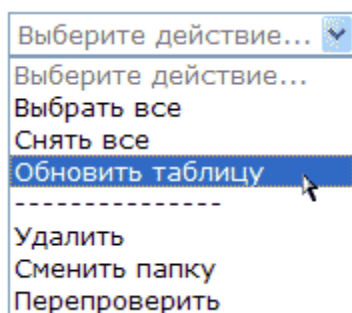 Выберите действие...
Выберите действие...
Выбрать все
Снять все
Обновить таблицу
---------------
Удалить
Сменить папку
Перепроверить